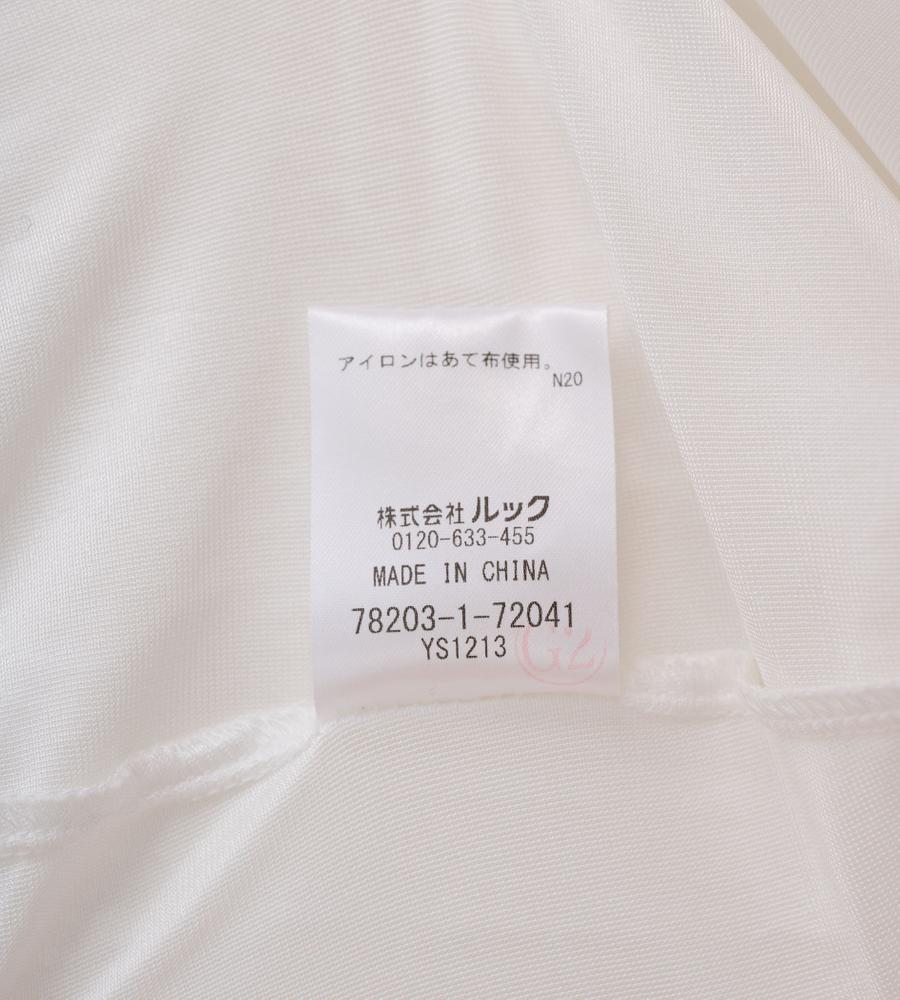 アイロンはあて布使用。
N20
株式会社 ルック
0120-633-455
MADE IN CHINA
78203-1-72041
YS1213
G2